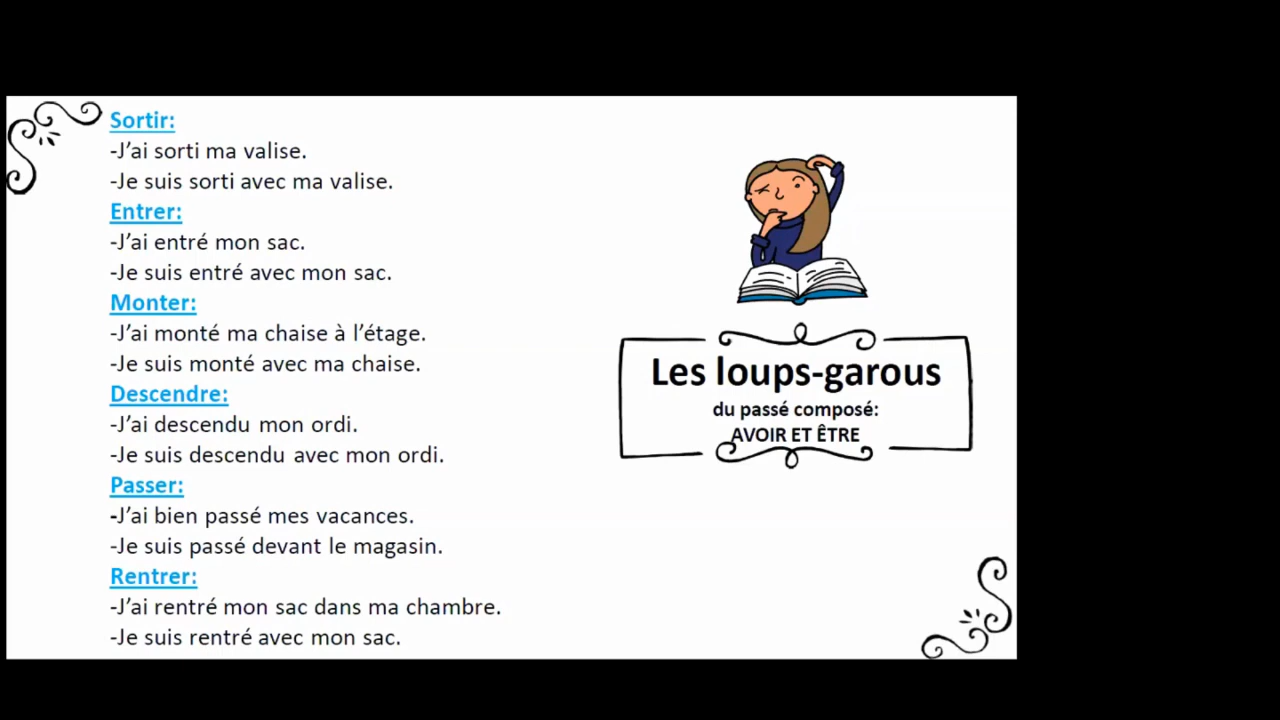 Sortir:
-J’ai sorti ma valise.
-Je suis sorti avec ma valise.
Entrer:
-J’ai entré mon sac.
-Je suis entré avec mon sac.
Monter:
-J’ai monté ma chaise à l’étage.
-Je suis monté avec ma chaise.
Descendre:
-J’ai descendu mon ordi.
-Je suis descendu avec mon ordi.
Passer:
-J’ai bien passé mes vacances.
-Je suis passé devant le magasin.
Rentrer:
-J’ai rentré mon sac dans ma chambre.
-Je suis rentré avec mon sac.
Les loups-garous
du passé composé:
AVOIR ET ÊTRE